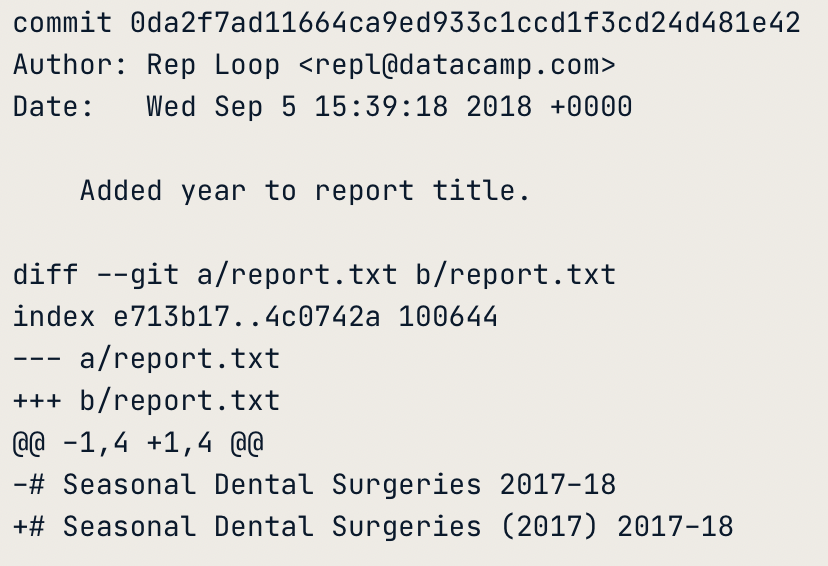 commit 0da2f7ad11664ca9ed933c1ccd1f3cd24d481e42
Author: Rep Loop <repl@datacamp.com>
Date:   Wed Sep 5 15:39:18 2018 +0000

    Added year to report title.

diff --git a/report.txt b/report.txt
index e713b17..4c0742a 100644
--- a/report.txt
+++ b/report.txt
@@ -1,4 +1,4 @@
-# Seasonal Dental Surgeries 2017-18
+# Seasonal Dental Surgeries (2017) 2017-18